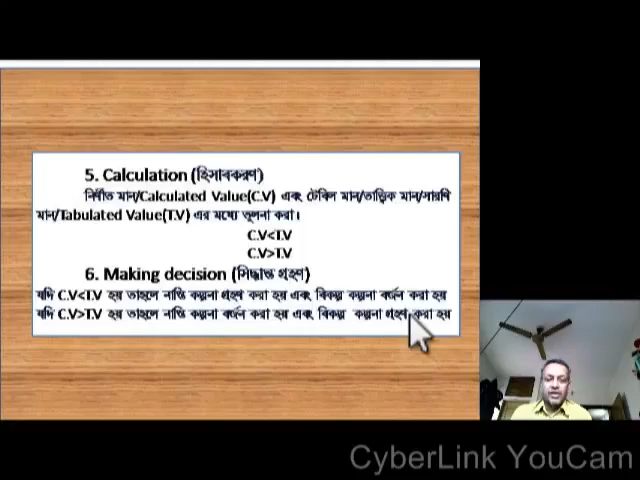 5. Calculation (হিসাবকরণ)
নির্ণীত মান/Calculated Value(C.V) এবং টেবিল মান/তাত্ত্বিক মান/সারণি
মান/Tabulated Value(T.V) এর মধ্যে তুলনা করা।
C.V<T.V
C.V>T.V
6. Making decision (সিদ্ধান্ত গ্রহণ)
যদি C.V<T.V হয় তাহলে নাস্তি কল্পনা গ্রহণ করা হয় এবং বিকল্প কল্পনা বর্জন করা হয়
যদি C.V>T.V হয় তাহলে নাস্তি কল্পনা বর্জন করা হয় এবং বিকল্প কল্পনা গ্রহণ করা হয়
CyberLink YouCam